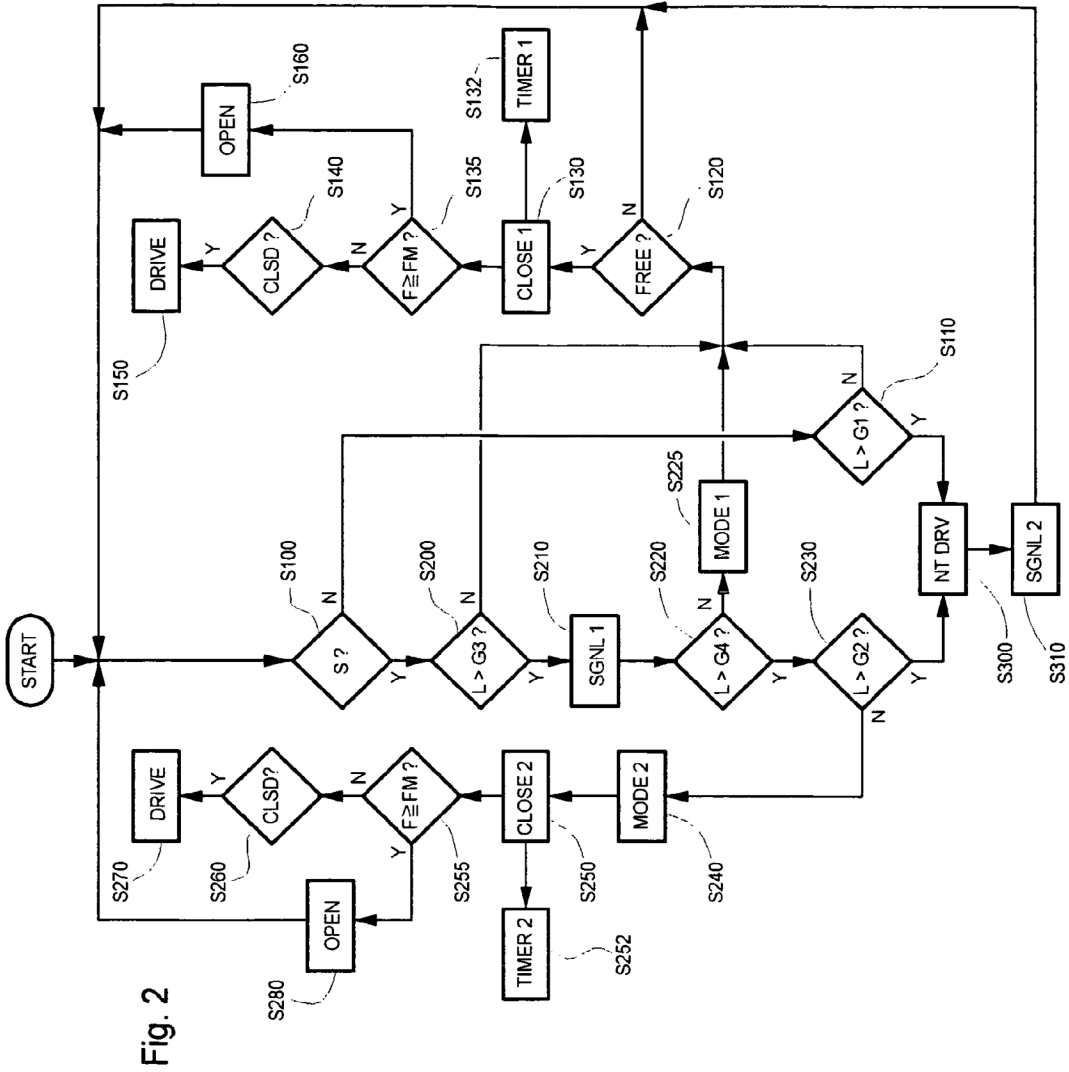 Fig. 2
START
S100
S ?
N
Y
S200
L > G3 ?
N
Y
S210
SGNL 1
S220
L > G4 ?
N
Y
S225
MODE 1
S230
L > G2 ?
N
Y
S240
MODE 2
S250
CLOSE 2
S252
TIMER 2
S255
F≧FM ?
N
Y
S260
CLSD?
Y
S270
DRIVE
S280
OPEN
S110
L > G1 ?
N
Y
S120
FREE ?
N
Y
S130
CLOSE 1
S132
TIMER 1
S135
F≧FM ?
N
Y
S140
CLSD ?
Y
S150
DRIVE
S160
OPEN
S300
NT DRV
S310
SGNL 2